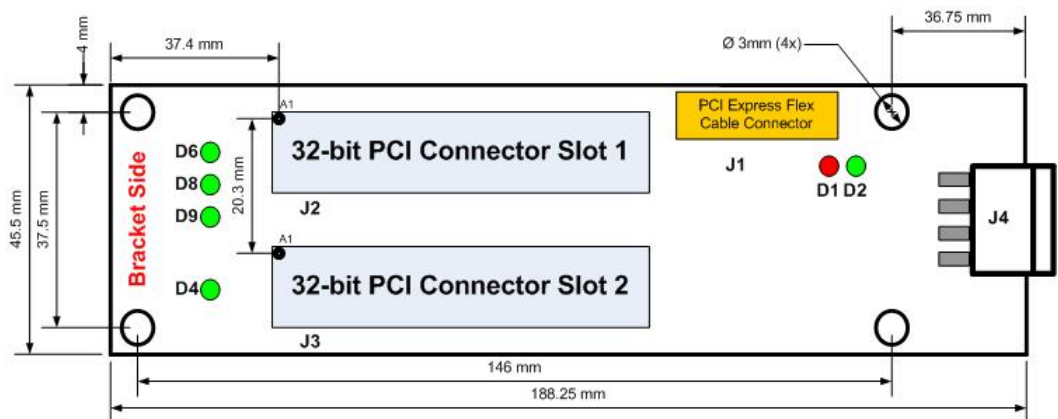 36.75 mm
4 mm
37.4 mm
Ø 3mm (4x)
A1
PCI Express Flex
Cable Connector
32-bit PCI Connector Slot 1
J1
D6
D8
D9
D1 D2
J2
20.3 mm
45.5 mm
37.5 mm
Bracket Side
J4
A1
32-bit PCI Connector Slot 2
D4
J3
146 mm
188.25 mm